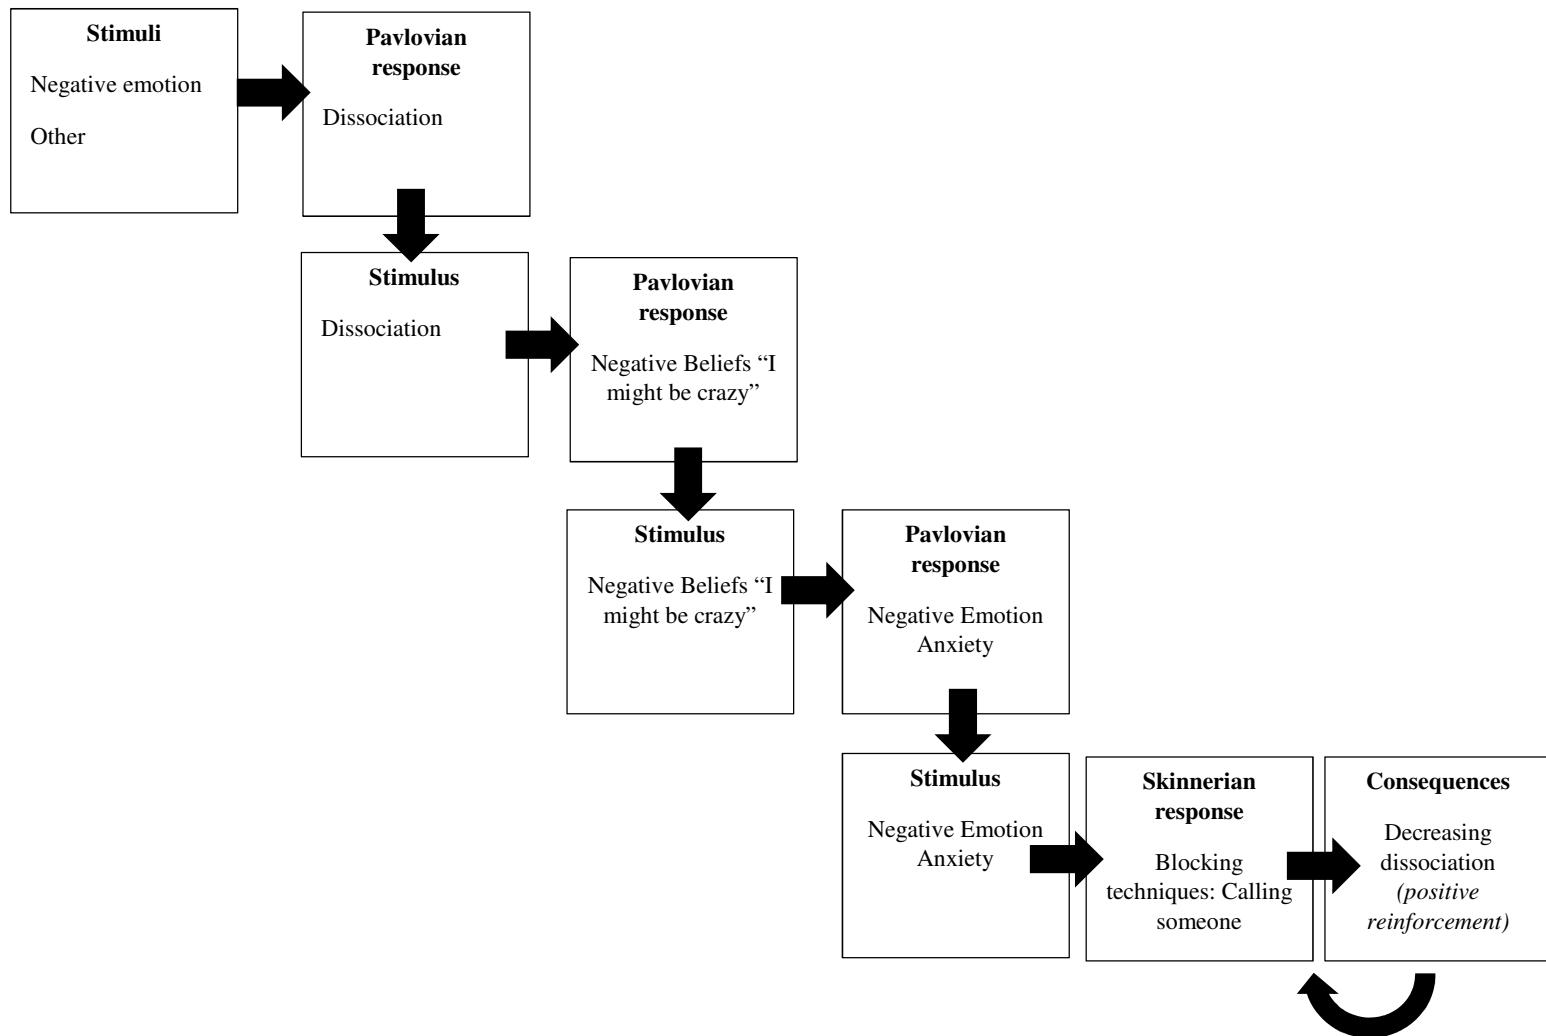 Stimuli
Negative emotion
Other
Pavlovian
response
Dissociation
Stimulus
Dissociation
Pavlovian
response
Negative Beliefs “I
might be crazy”
Stimulus
Negative Beliefs “I
might be crazy”
Pavlovian
response
Negative Emotion
Anxiety
Stimulus
Negative Emotion
Anxiety
Skinnerian
response
Blocking
techniques: Calling
someone
Consequences
Decreasing
dissociation
(positive
reinforcement)